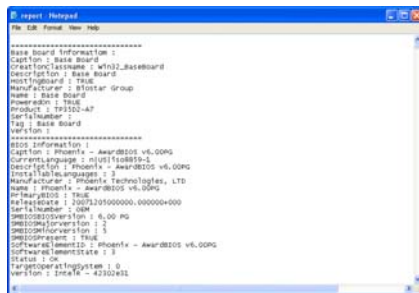 report - Notepad
File Edit Format View Help
==============================
Base Board information :
Caption : Base Board
CreationClassName : Win32_BaseBoard
Description : Base Board
HostingBoard : TRUE
Manufacturer : Biostar Group
Name : Base Board
PoweredOn : TRUE
Product : TP35D2-A7
SerialNumber :
Tag : Base Board
Version :
==============================
BIOS Information :
Caption : Phoenix - AwardBIOS v6.00PG
CurrentLanguage : n|US|iso8859-1
Description : Phoenix - AwardBIOS v6.00PG
InstallableLanguages : 3
Manufacturer : Phoenix Technologies, LTD
Name : Phoenix - AwardBIOS v6.00PG
PrimaryBIOS : TRUE
ReleaseDate : 20071205000000.000000+000
SerialNumber : OEM
SMBIOSBIOSVersion : 6.00 PG
SMBIOSMajorVersion : 2
SMBIOSMinorVersion : 5
SMBIOSPresent : TRUE
SoftwareElementID : Phoenix - AwardBIOS v6.00PG
SoftwareElementState : 3
Status : OK
TargetOperatingSystem : 0
Version : IntelR - 42302e31